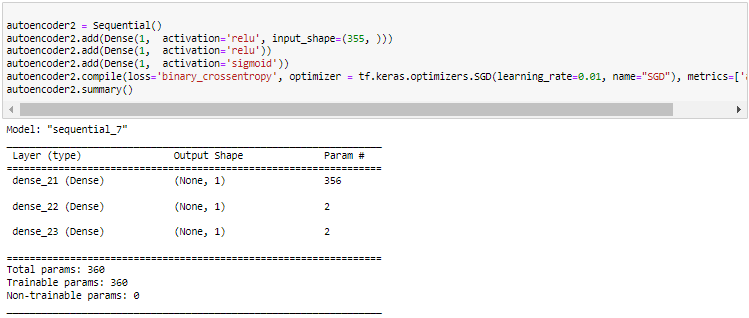 autoencoder2 = Sequential()
autoencoder2.add(Dense(1,  activation='relu', input_shape=(355, )))
autoencoder2.add(Dense(1,  activation='relu'))
autoencoder2.add(Dense(1,  activation='sigmoid'))
autoencoder2.compile(loss='binary_crossentropy', optimizer = tf.keras.optimizers.SGD(learning_rate=0.01, name="SGD"), metrics=['a
autoencoder2.summary()
Model: "sequential_7"
Layer (type) Output Shape Param #
dense_21 (Dense) (None, 1) 356
dense_22 (Dense) (None, 1) 2
dense_23 (Dense) (None, 1) 2
Total params: 360
Trainable params: 360
Non-trainable params: 0